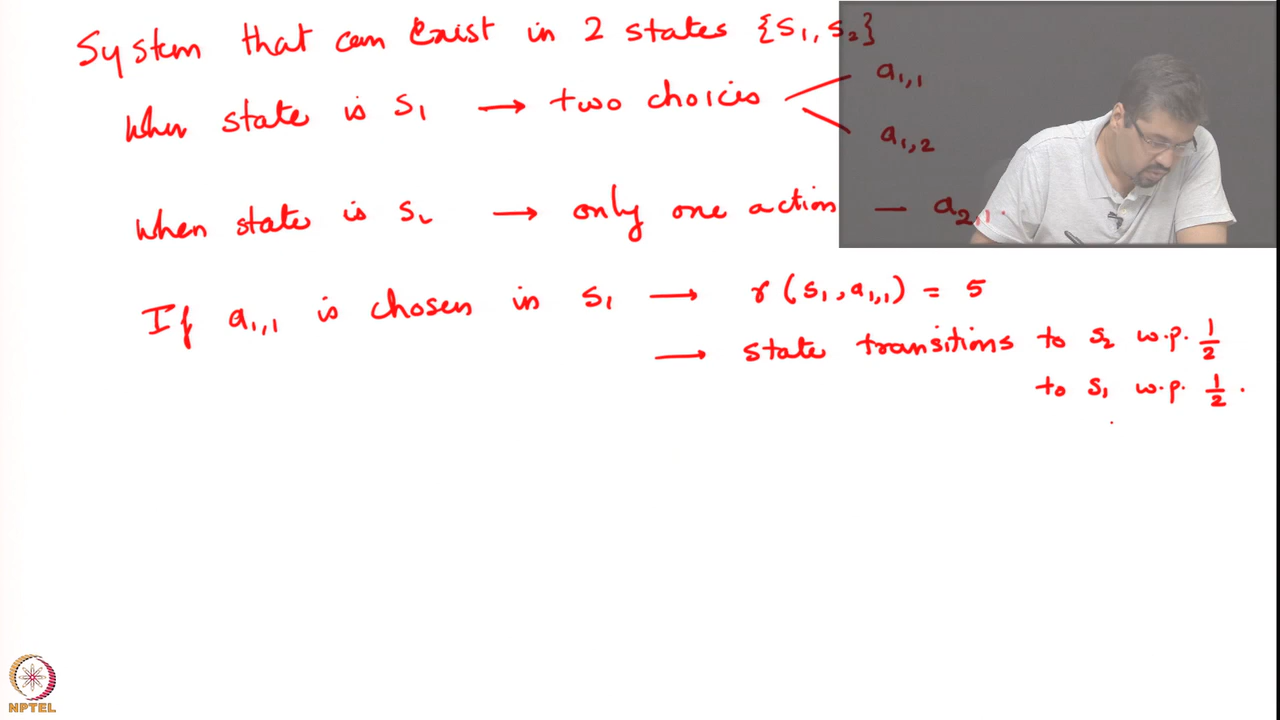 System that can Exist in 2 states {S₁, S₂}
When state is S₁ → two choices a₁,₁
a₁,₂
When state is S₂ → only one action — a₂,₁.
If a₁,₁ is chosen in S₁ → r(S₁, a₁,₁) = 5
→ state transitions to S₂ w.p. 1/2
to S₁ w.p. 1/2.
NPTEL